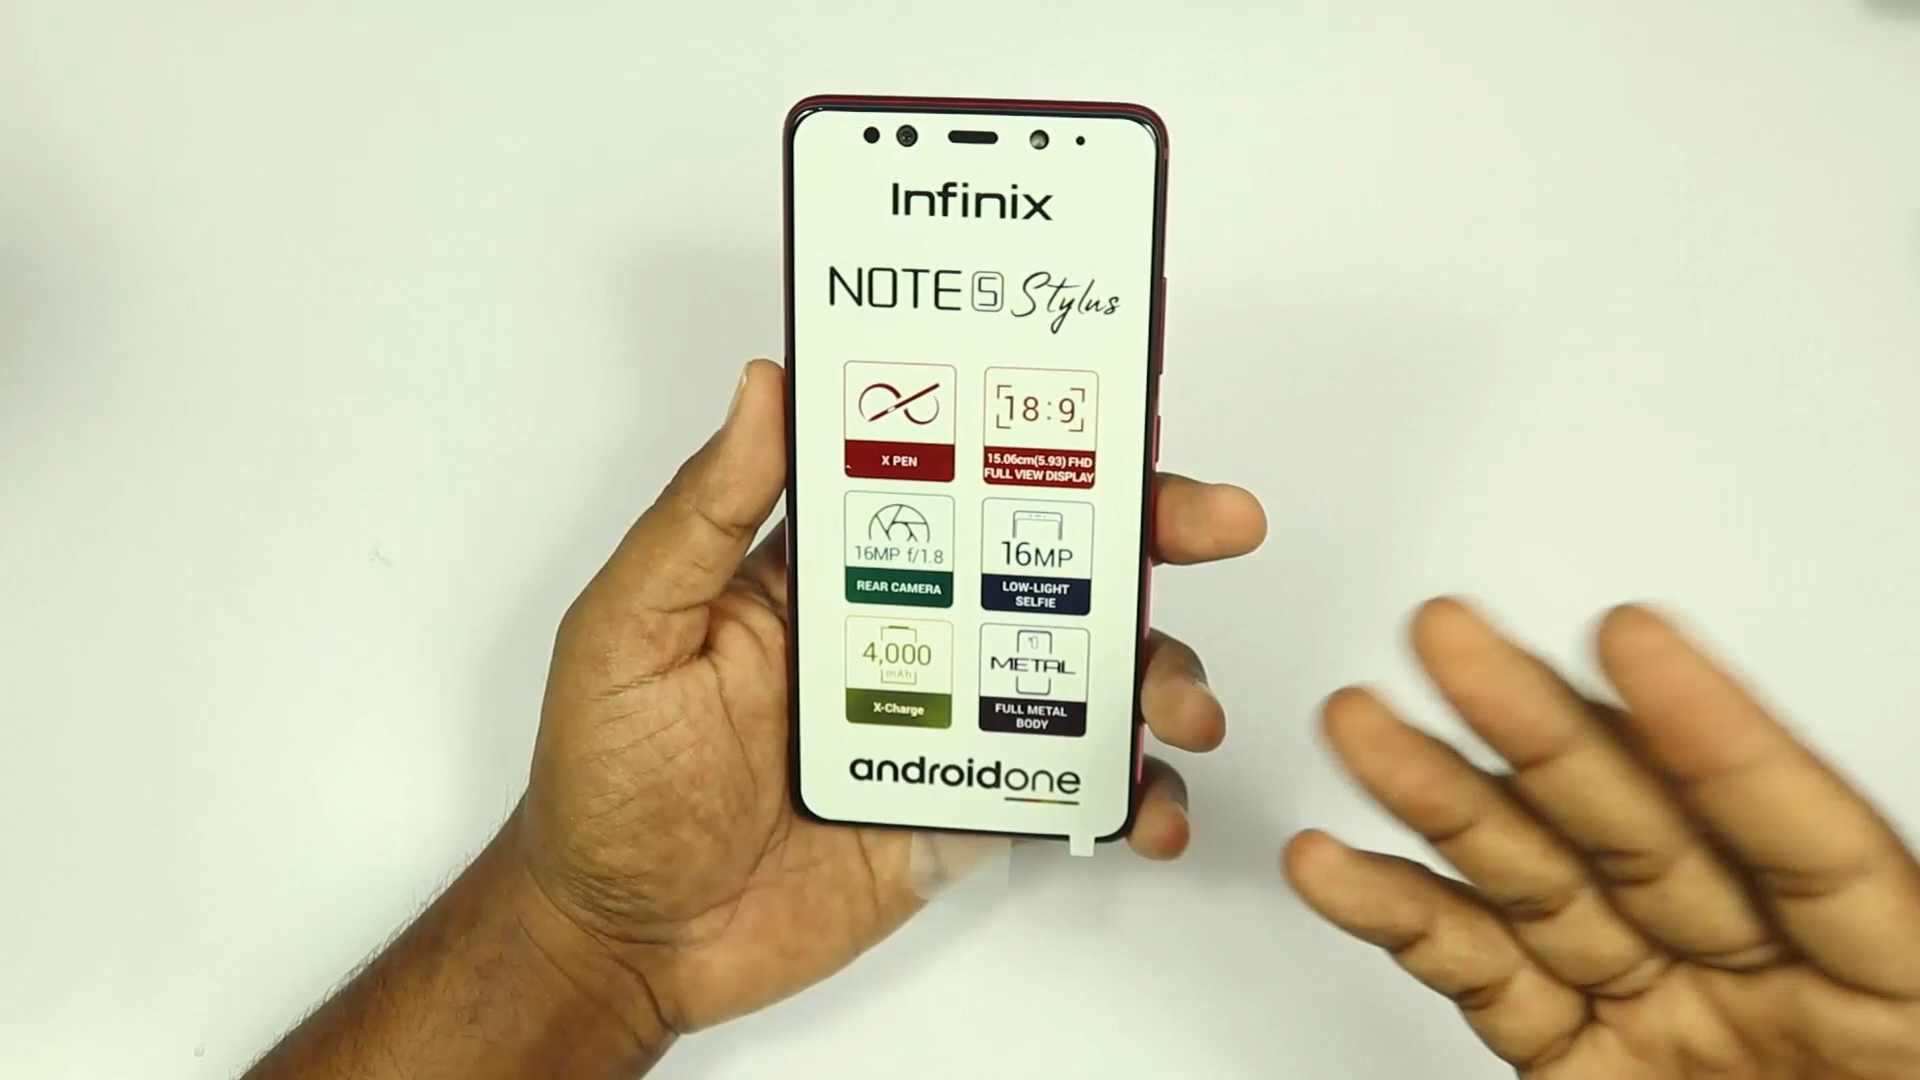 Infinix
NOTE 5 Stylus
X PEN
18:9
15.06cm(5.93) FHD
FULL VIEW DISPLAY
16MP f/1.8
REAR CAMERA
16MP
LOW-LIGHT
SELFIE
4,000
mAh
X-Charge
METAL
FULL METAL
BODY
androidone